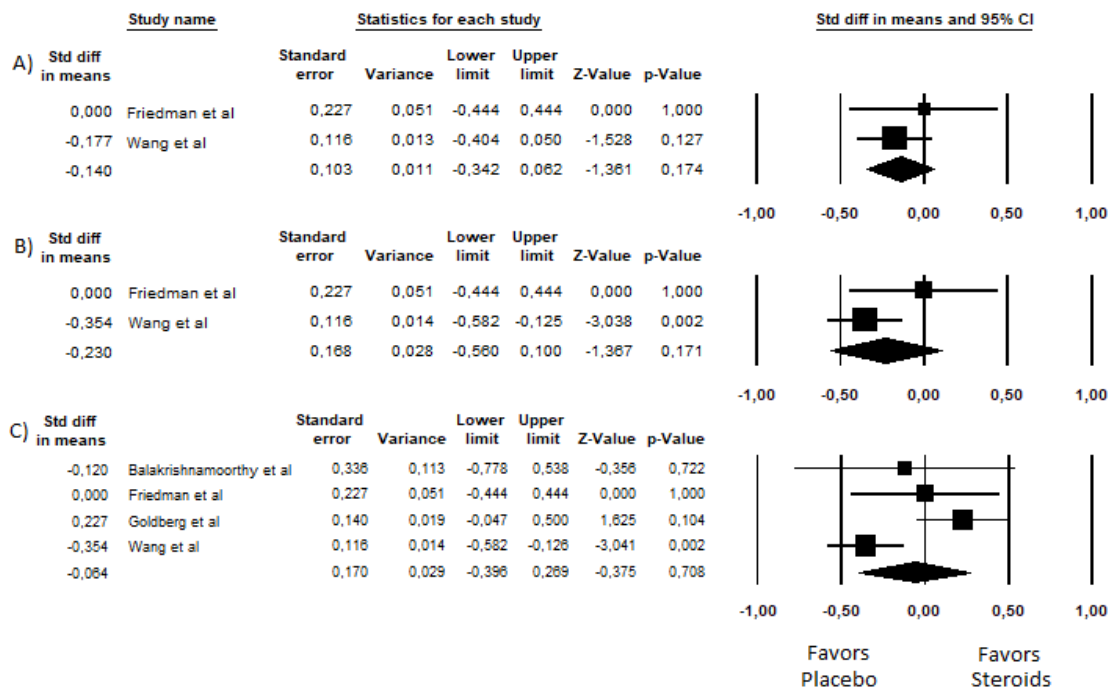 Study name Statistics for each study Std diff in means and 95% CI
A) Std diff in means Standard error Variance Lower limit Upper limit Z-Value p-Value
0,000 Friedman et al 0,227 0,051 -0,444 0,444 0,000 1,000
-0,177 Wang et al 0,116 0,013 -0,404 0,050 -1,528 0,127
-0,140 0,103 0,011 -0,342 0,062 -1,361 0,174
-1,00 -0,50 0,00 0,50 1,00
B) Std diff in means Standard error Variance Lower limit Upper limit Z-Value p-Value
0,000 Friedman et al 0,227 0,051 -0,444 0,444 0,000 1,000
-0,354 Wang et al 0,116 0,014 -0,582 -0,125 -3,038 0,002
-0,230 0,168 0,028 -0,560 0,100 -1,367 0,171
-1,00 -0,50 0,00 0,50 1,00
C) Std diff in means Standard error Variance Lower limit Upper limit Z-Value p-Value
-0,120 Balakrishnamoorthy et al 0,336 0,113 -0,778 0,538 -0,356 0,722
0,000 Friedman et al 0,227 0,051 -0,444 0,444 0,000 1,000
0,227 Goldberg et al 0,140 0,019 -0,047 0,500 1,625 0,104
-0,354 Wang et al 0,116 0,014 -0,582 -0,126 -3,041 0,002
-0,064 0,170 0,029 -0,396 0,269 -0,375 0,708
-1,00 -0,50 0,00 0,50 1,00
Favors Placebo Favors Steroids